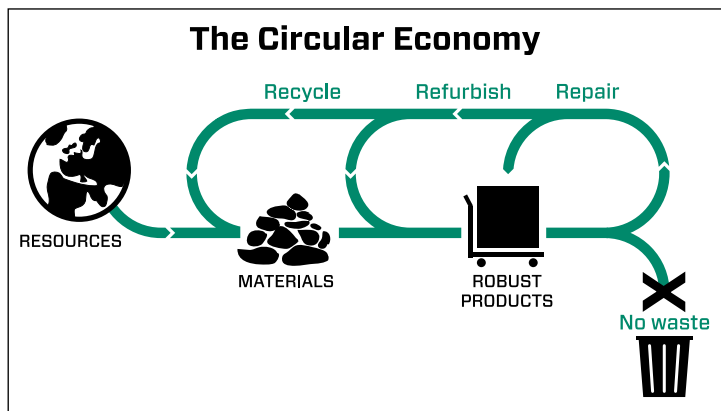 The Circular Economy
Recycle
Refurbish
Repair
RESOURCES
MATERIALS
ROBUST
PRODUCTS
No waste